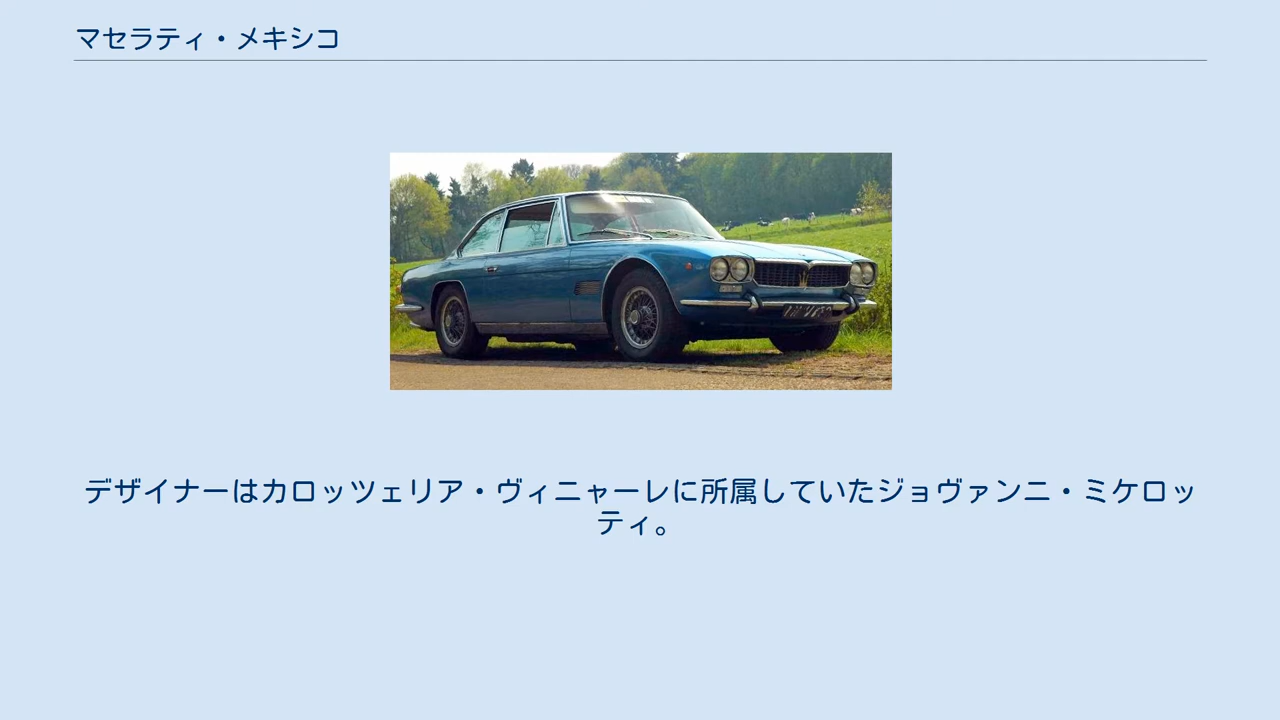 マセラティ・メキシコ
デザイナーはカロッツェリア・ヴィニャーレに所属していたジョヴァンニ・ミケロッ
ティ。